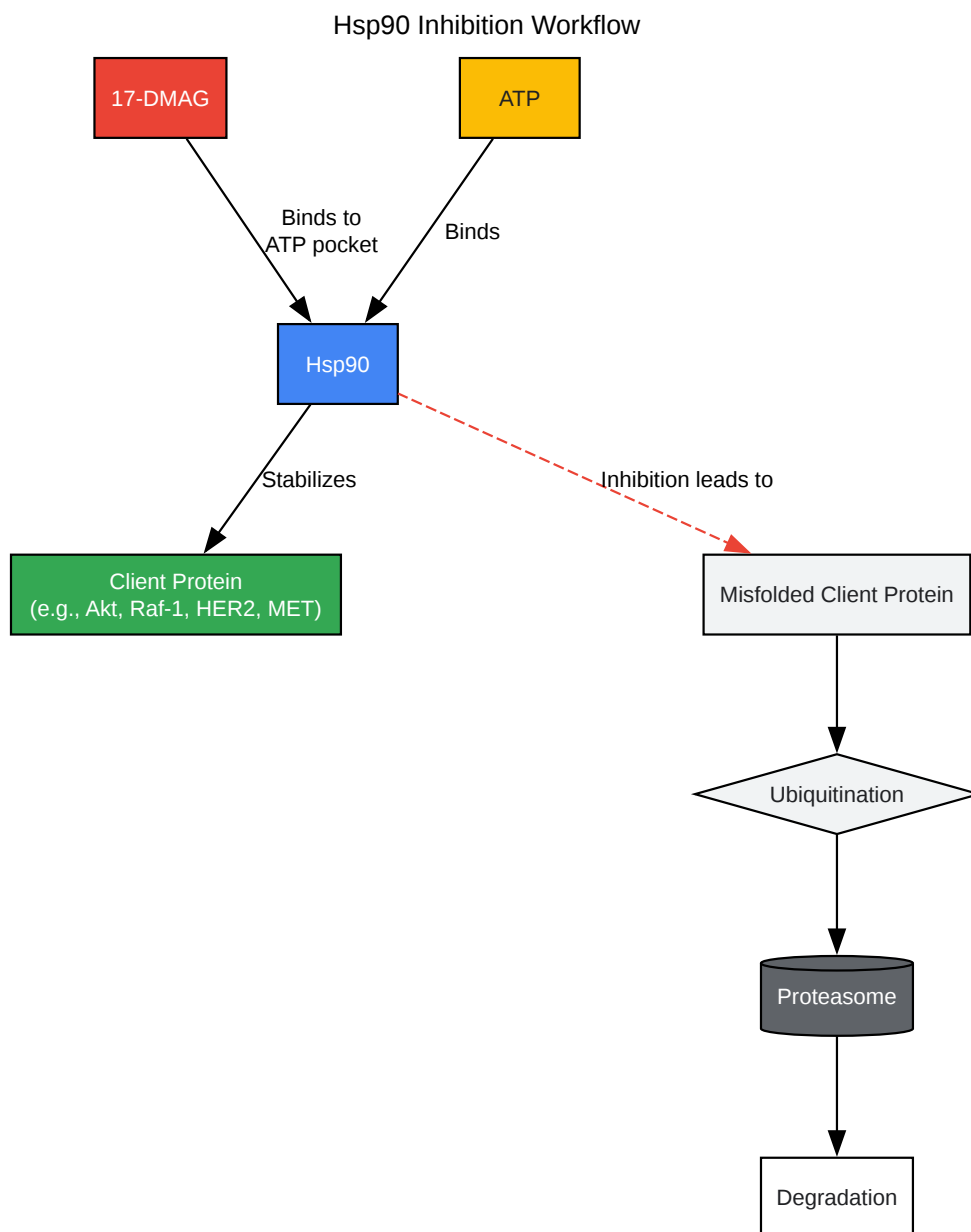 Hsp90 Inhibition Workflow
17-DMAG
ATP
Binds to
ATP pocket
Binds
Hsp90
Stabilizes
Inhibition leads to
Client Protein
(e.g., Akt, Raf-1, HER2, MET)
Misfolded Client Protein
Ubiquitination
Proteasome
Degradation